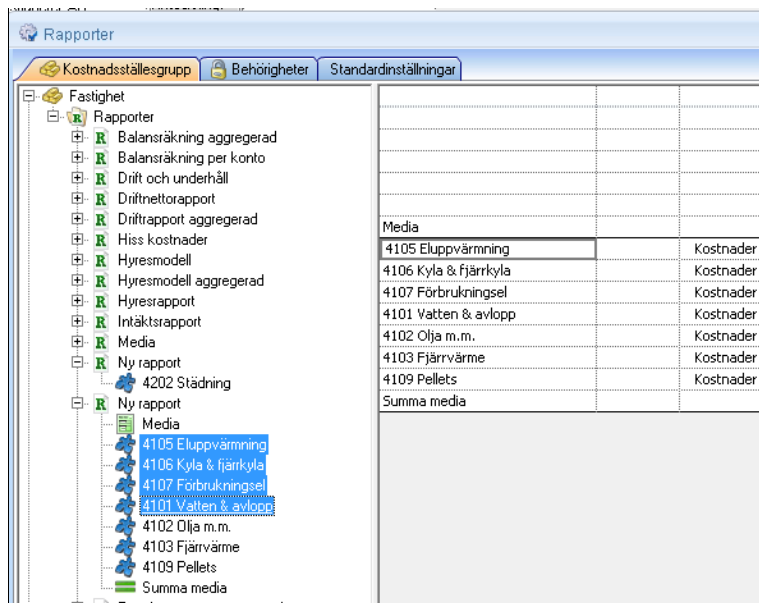 Rapporter
Kostnadsställesgrupp
Behörigheter
Standardinställningar
Fastighet
Rapporter
Balansräkning aggregerad
Balansräkning per konto
Drift och underhåll
Driftnettorapport
Driftrapport aggregerad
Hiss kostnader
Hyresmodell
Hyresmodell aggregerad
Hyresrapport
Intäktsrapport
Media
Ny rapport
4202 Städning
Ny rapport
Media
4105 Eluppvärmning
4106 Kyla & fjärrkyla
4107 Förbrukningsel
4101 Vatten & avlopp
4102 Olja m.m.
4103 Fjärrvärme
4109 Pellets
Summa media
Media
4105 Eluppvärmning Kostnader
4106 Kyla & fjärrkyla Kostnader
4107 Förbrukningsel Kostnader
4101 Vatten & avlopp Kostnader
4102 Olja m.m. Kostnader
4103 Fjärrvärme Kostnader
4109 Pellets Kostnader
Summa media